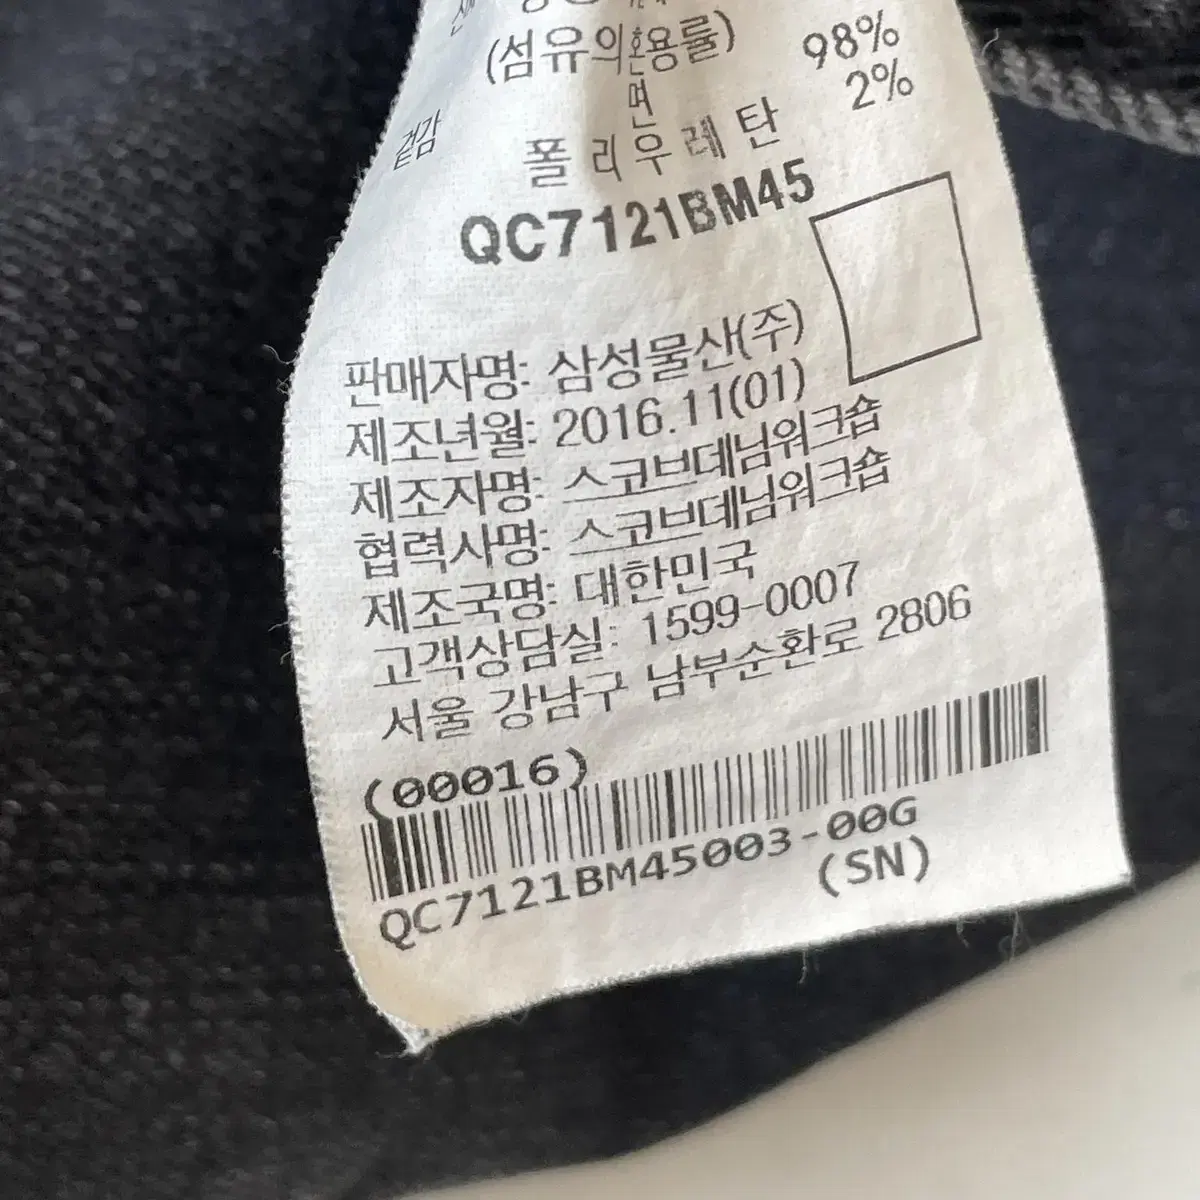 (섬유의 혼용률)
겉감 면 98%
폴리우레탄 2%
QC7121BM45
판매자명: 삼성물산(주)
제조년월: 2016.11(01)
제조자명: 스코브데님워크숍
협력사명: 스코브데님워크숍
제조국명: 대한민국
고객상담실: 1599-0007
서울 강남구 남부순환로 2806
(00016)
QC7121BM45003-00G
(SN)